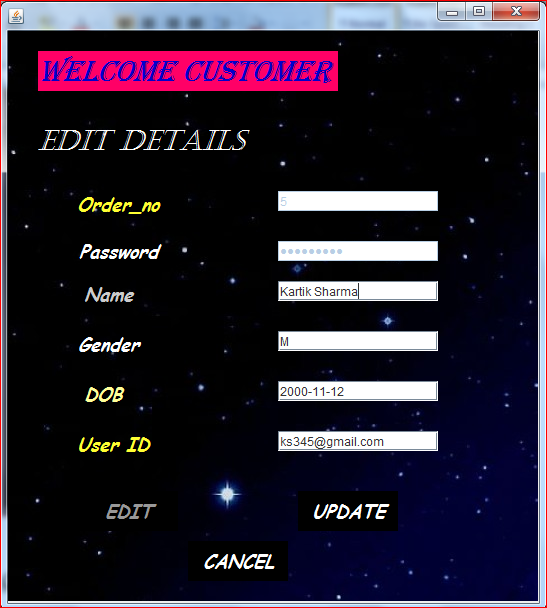 WELCOME CUSTOMER
EDIT DETAILS
Order_no 5
Password •••••••••
Name Kartik Sharma
Gender M
DOB 2000-11-12
User ID ks345@gmail.com
EDIT UPDATE
CANCEL